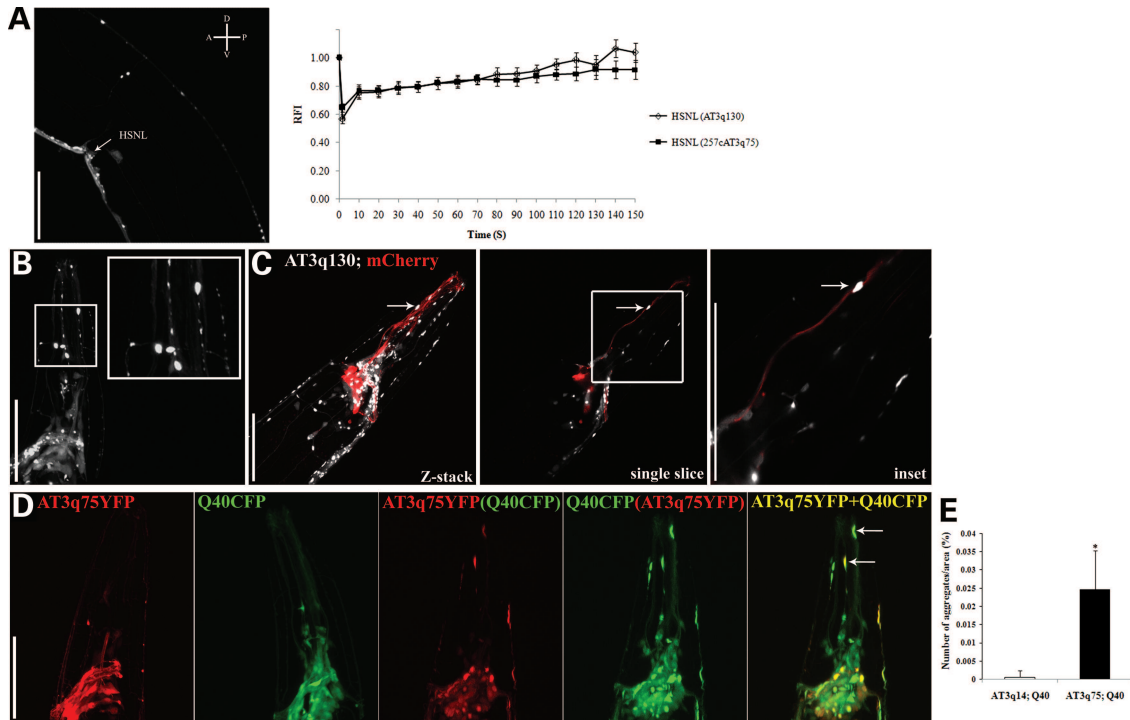 A
D
A P
V
HSNL
RFI
1.00
0.80
0.60
0.40
0.20
0.00
0 10 20 30 40 50 60 70 80 90 100 110 120 130 140 150
Time (S)
HSNL (AT3q130)
HSNL (257cAT3q75)
B
C
AT3q130; mCherry
Z-stack
single slice
inset
D
AT3q75YFP
Q40CFP
AT3q75YFP(Q40CFP)
Q40CFP(AT3q75YFP)
AT3q75YFP+Q40CFP
E
Number of aggregates/area (%)
0.04
0.035
0.03
0.025
0.02
0.015
0.01
0.005
0
*
AT3q14; Q40
AT3q75; Q40